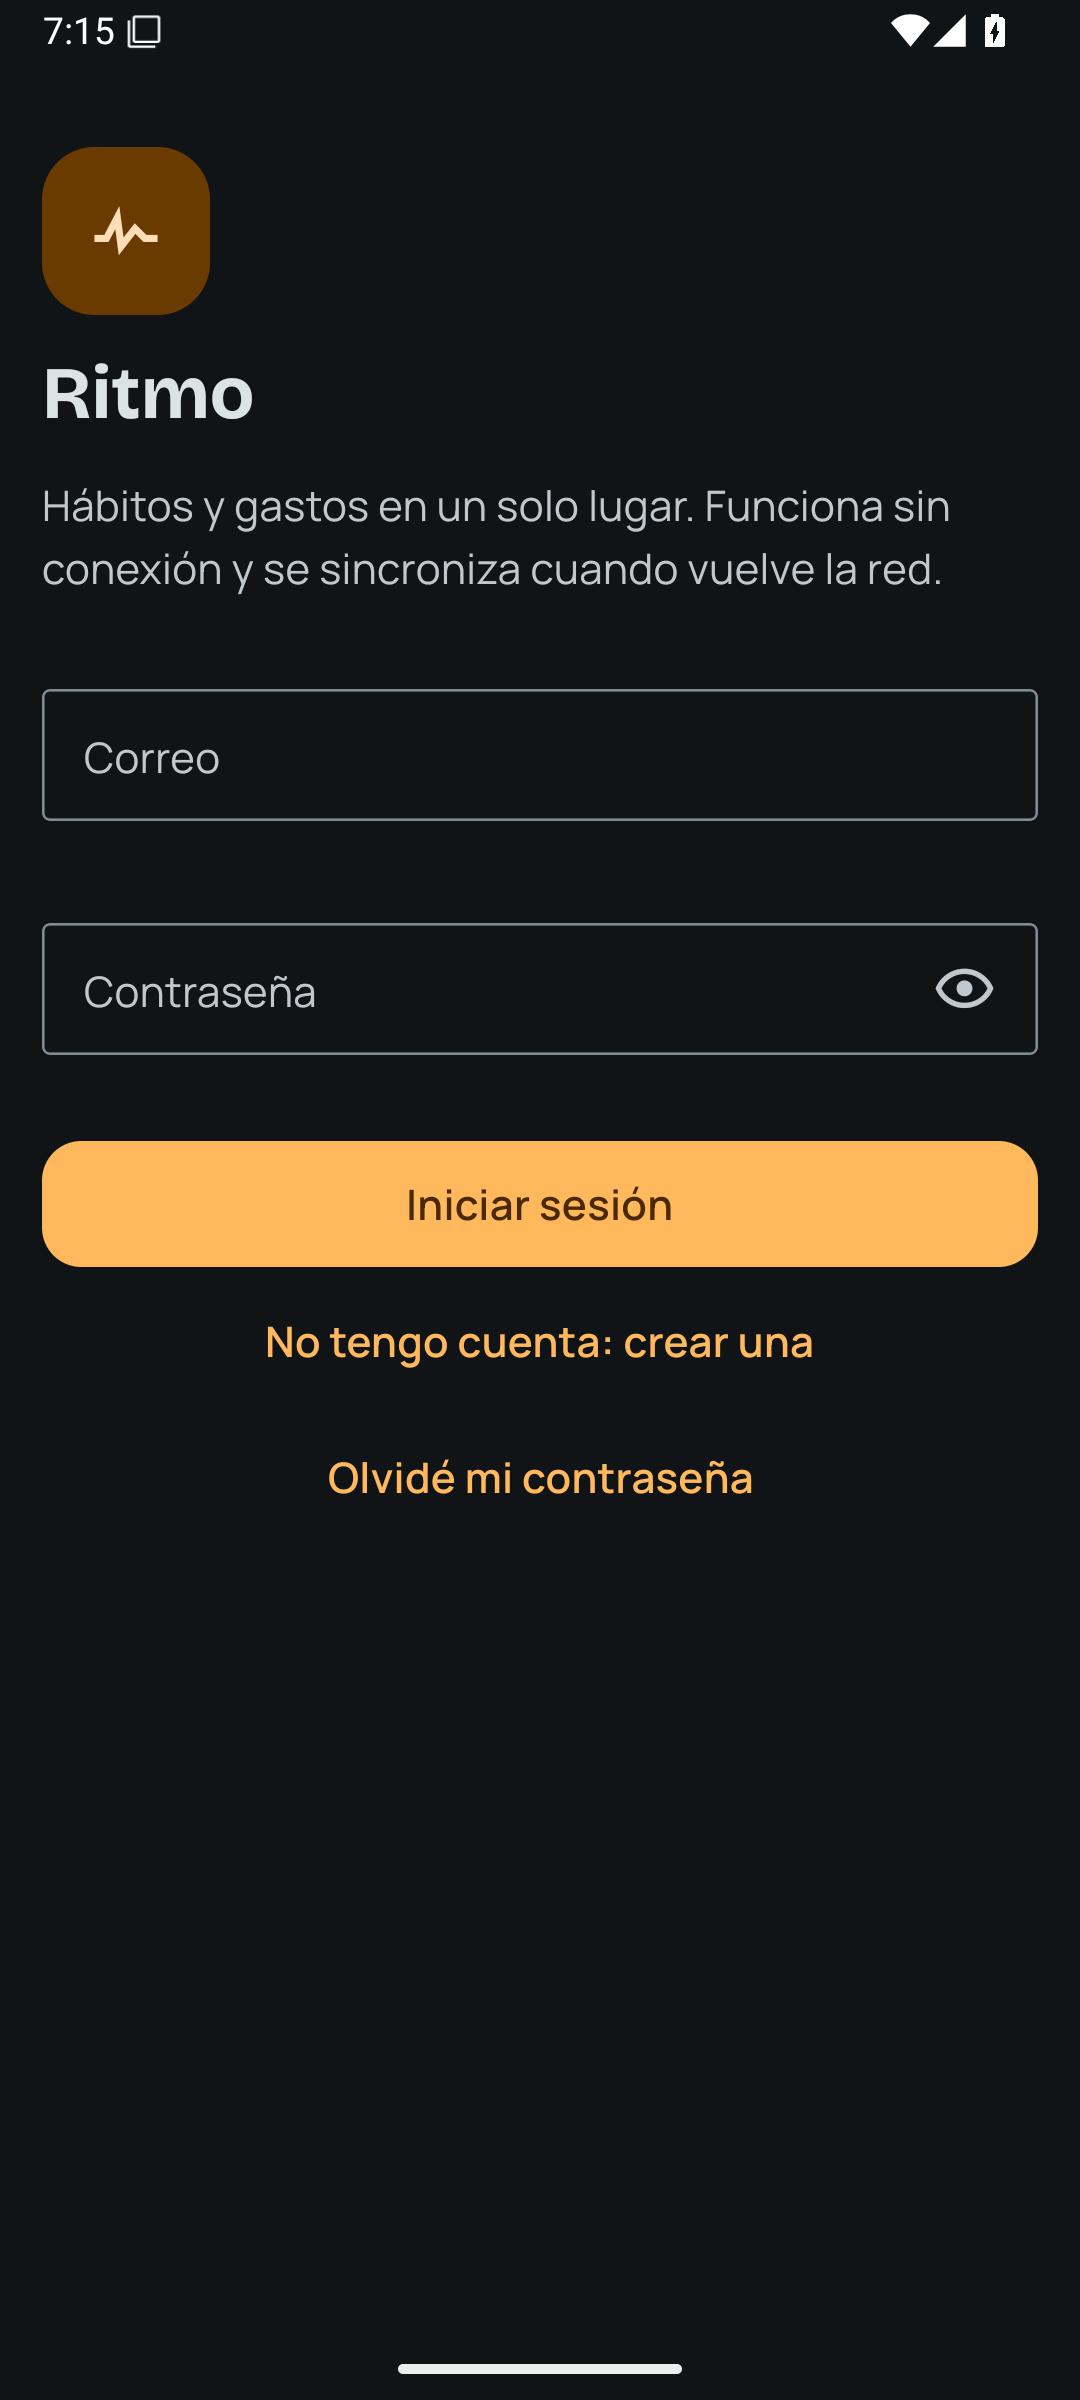 7:15
Ritmo
Hábitos y gastos en un solo lugar. Funciona sin
conexión y se sincroniza cuando vuelve la red.
Correo
Contraseña
Iniciar sesión
No tengo cuenta: crear una
Olvidé mi contraseña